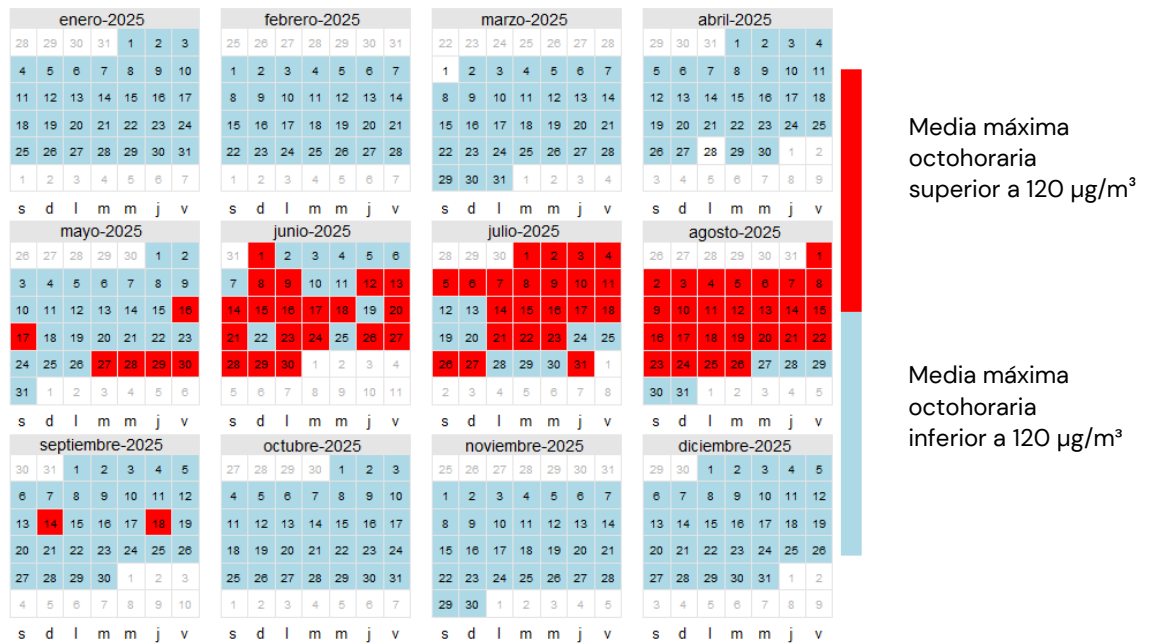 enero-2025
28 29 30 31 1 2 3
4 5 6 7 8 9 10
11 12 13 14 15 16 17
18 19 20 21 22 23 24
25 26 27 28 29 30 31
1 2 3 4 5 6 7
s d l m m j v
febrero-2025
25 26 27 28 29 30 31
1 2 3 4 5 6 7
8 9 10 11 12 13 14
15 16 17 18 19 20 21
22 23 24 25 26 27 28
1 2 3 4 5 6 7
s d l m m j v
marzo-2025
22 23 24 25 26 27 28
1 2 3 4 5 6 7
8 9 10 11 12 13 14
15 16 17 18 19 20 21
22 23 24 25 26 27 28
29 30 31 1 2 3 4
s d l m m j v
abril-2025
29 30 31 1 2 3 4
5 6 7 8 9 10 11
12 13 14 15 16 17 18
19 20 21 22 23 24 25
26 27 28 29 30 1 2
3 4 5 6 7 8 9
s d l m m j v
mayo-2025
26 27 28 29 30 1 2
3 4 5 6 7 8 9
10 11 12 13 14 15 16
17 18 19 20 21 22 23
24 25 26 27 28 29 30
31 1 2 3 4 5 6
s d l m m j v
junio-2025
31 1 2 3 4 5 6
7 8 9 10 11 12 13
14 15 16 17 18 19 20
21 22 23 24 25 26 27
28 29 30 1 2 3 4
5 6 7 8 9 10 11
s d l m m j v
julio-2025
28 29 30 1 2 3 4
5 6 7 8 9 10 11
12 13 14 15 16 17 18
19 20 21 22 23 24 25
26 27 28 29 30 31 1
2 3 4 5 6 7 8
s d l m m j v
agosto-2025
26 27 28 29 30 31 1
2 3 4 5 6 7 8
9 10 11 12 13 14 15
16 17 18 19 20 21 22
23 24 25 26 27 28 29
30 31 1 2 3 4 5
s d l m m j v
septiembre-2025
30 31 1 2 3 4 5
6 7 8 9 10 11 12
13 14 15 16 17 18 19
20 21 22 23 24 25 26
27 28 29 30 1 2 3
4 5 6 7 8 9 10
s d l m m j v
octubre-2025
27 28 29 30 1 2 3
4 5 6 7 8 9 10
11 12 13 14 15 16 17
18 19 20 21 22 23 24
25 26 27 28 29 30 31
1 2 3 4 5 6 7
s d l m m j v
noviembre-2025
25 26 27 28 29 30 31
1 2 3 4 5 6 7
8 9 10 11 12 13 14
15 16 17 18 19 20 21
22 23 24 25 26 27 28
29 30 1 2 3 4 5
s d l m m j v
diciembre-2025
29 30 1 2 3 4 5
6 7 8 9 10 11 12
13 14 15 16 17 18 19
20 21 22 23 24 25 26
27 28 29 30 31 1 2
3 4 5 6 7 8 9
s d l m m j v
Media máxima
octohoraria
superior a 120 µg/m³
Media máxima
octohoraria
inferior a 120 µg/m³